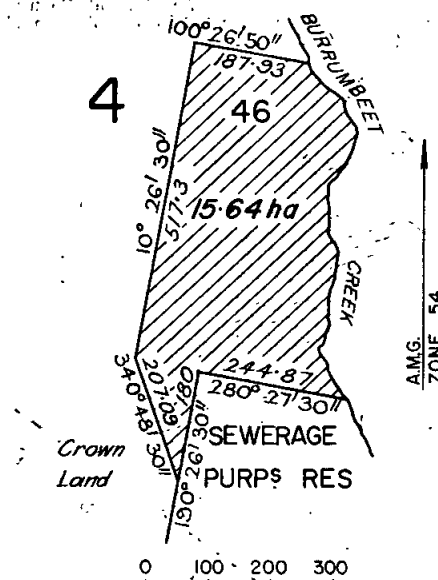 100° 26' 50"
187·93
BURRUMBEET
4
46
10° 26' 30"
517·3
15·64 ha
CREEK
A.M.G.
ZONE 54
340° 48' 30"
207·09
180
244·87
280° 27' 30"
190° 26' 30"
Crown
Land
SEWERAGE
PURPS RES
0 100 200 300